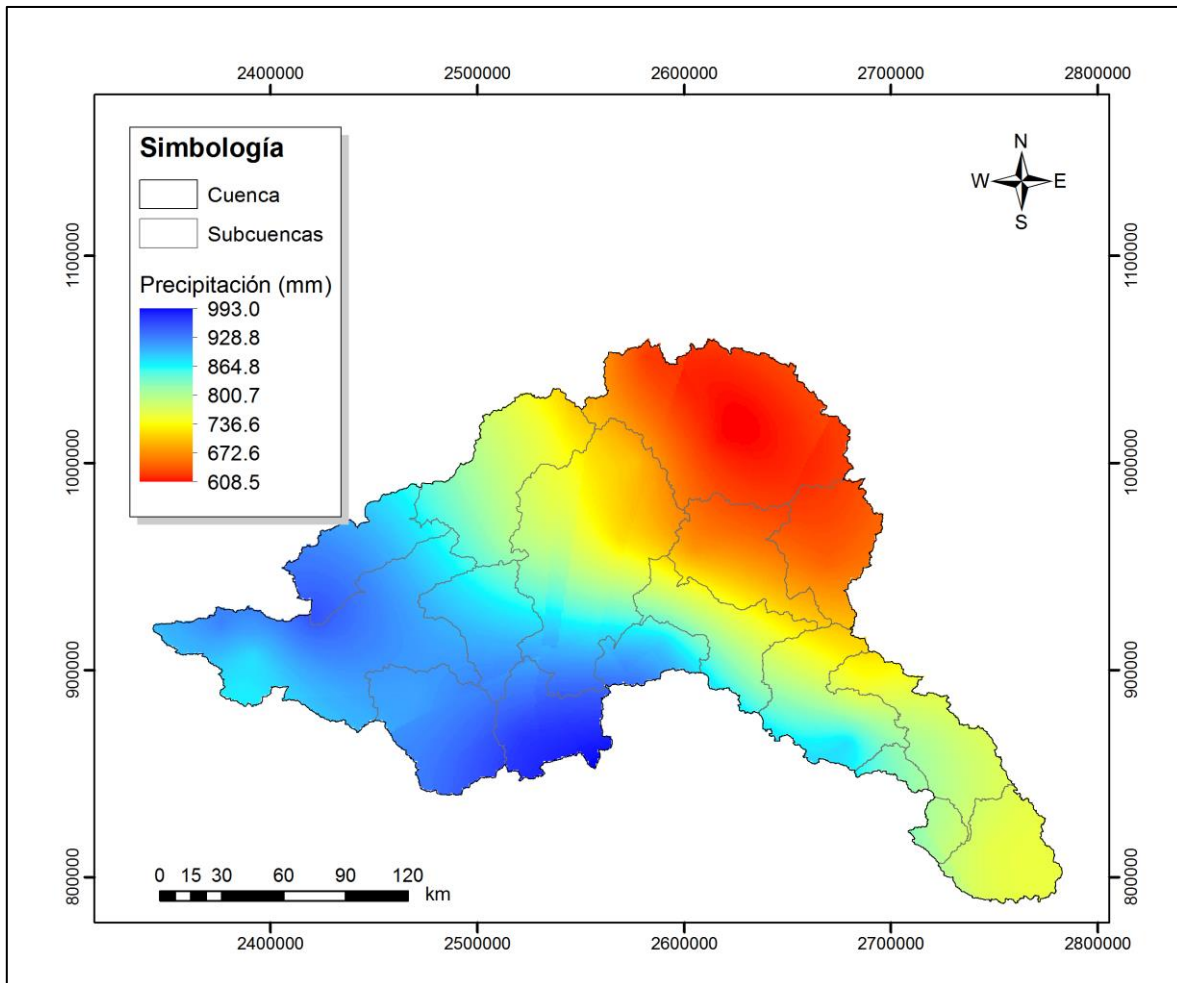 2400000 2500000 2600000 2700000 2800000
Simbología
Cuenca
Subcuencas
Precipitación (mm)
993.0
928.8
864.8
800.7
736.6
672.6
608.5
N
W E
S
1100000 1100000
1000000 1000000
900000 900000
800000 800000
0 15 30 60 90 120
km
2400000 2500000 2600000 2700000 2800000